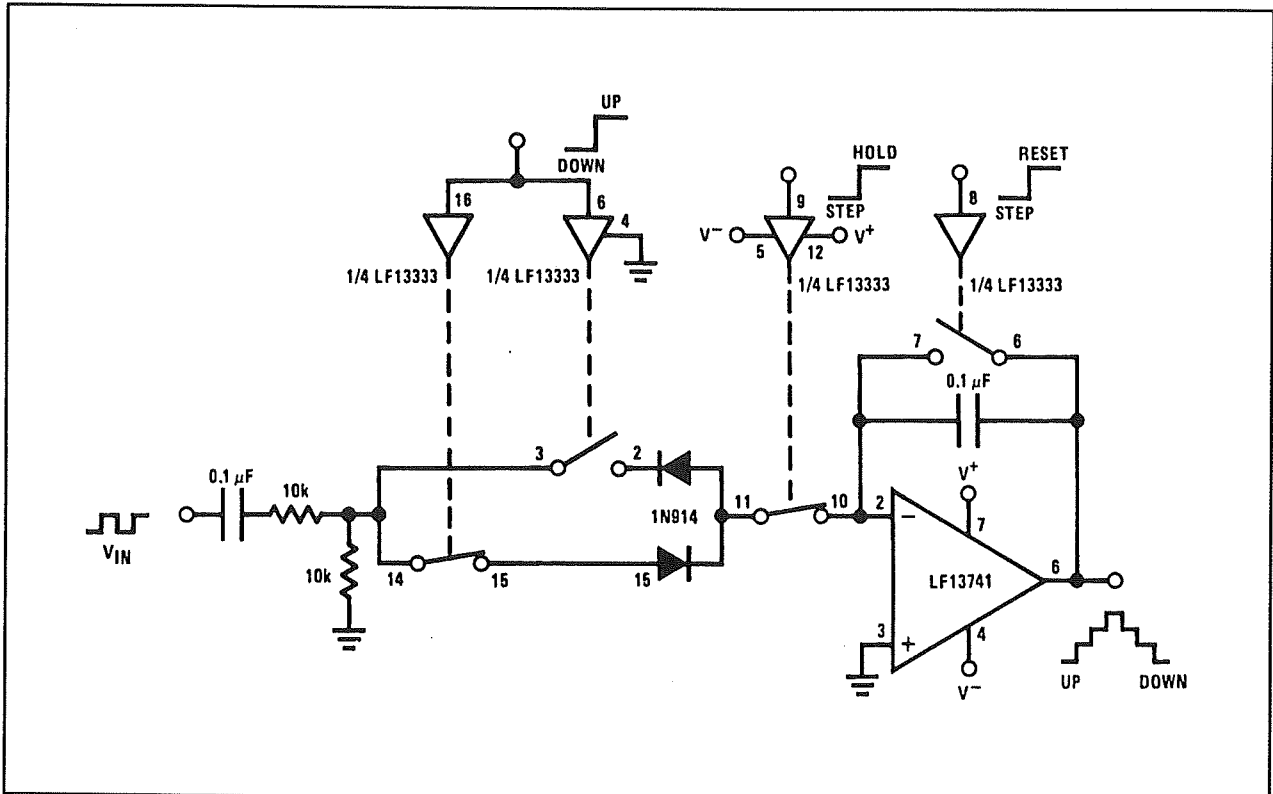 UP
DOWN
HOLD
STEP
RESET
STEP
16
6
4
9
8
V⁻
5
12
V⁺
1/4 LF13333
1/4 LF13333
1/4 LF13333
1/4 LF13333
7
6
0.1 μF
3
2
0.1 μF
10k
V_IN
10k
14
15
15
1N914
11
10
2
−
V⁺
7
LF13741
6
3
+
4
V⁻
UP
DOWN